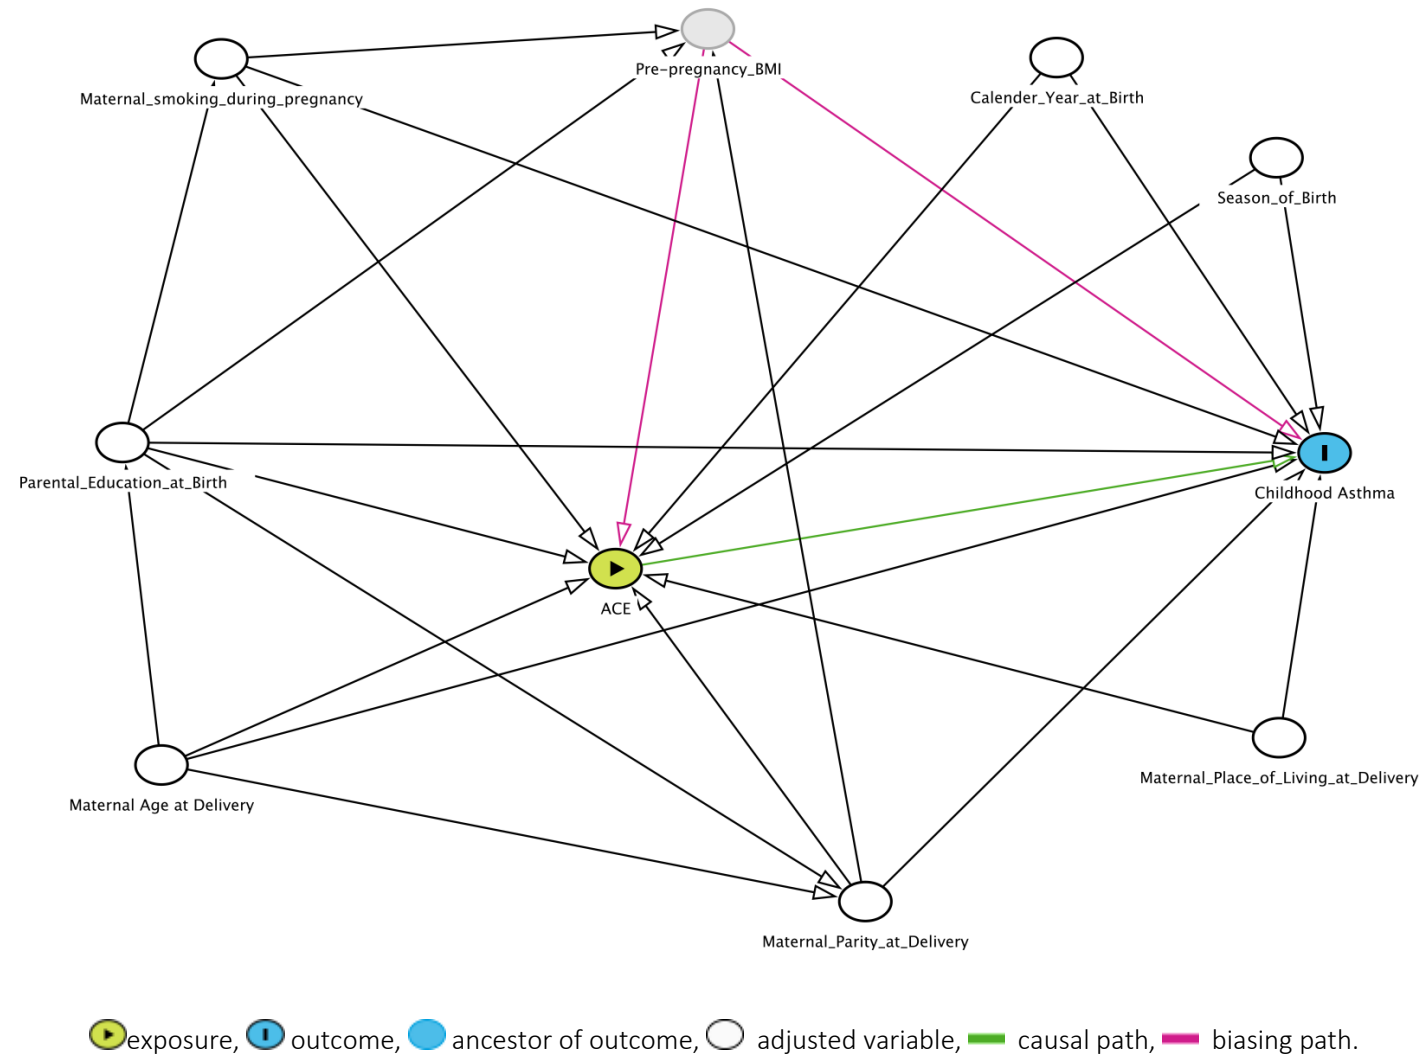 Pre-pregnancy_BMI
Maternal_smoking_during_pregnancy
Calender_Year_at_Birth
Season_of_Birth
Parental_Education_at_Birth
Childhood Asthma
ACE
Maternal_Place_of_Living_at_Delivery
Maternal Age at Delivery
Maternal_Parity_at_Delivery
exposure, outcome, ancestor of outcome, adjusted variable, causal path, biasing path.